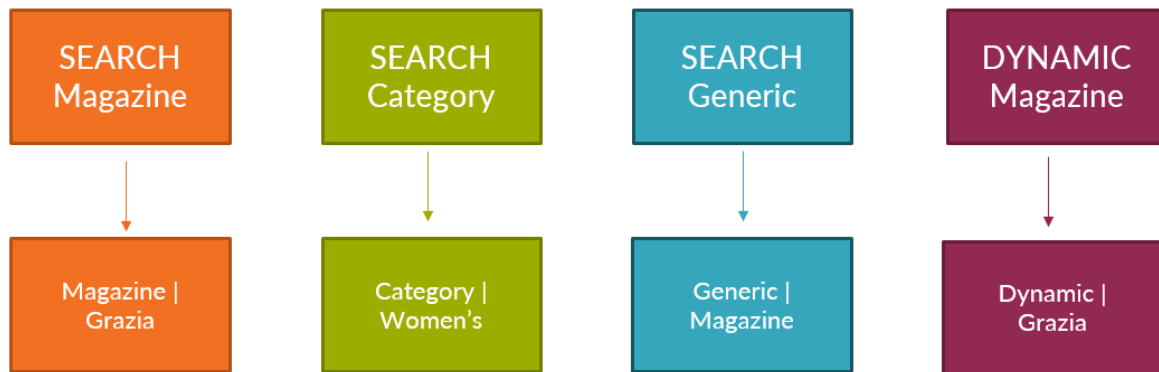 SEARCH
Magazine
SEARCH
Category
SEARCH
Generic
DYNAMIC
Magazine
Magazine |
Grazia
Category |
Women’s
Generic |
Magazine
Dynamic |
Grazia